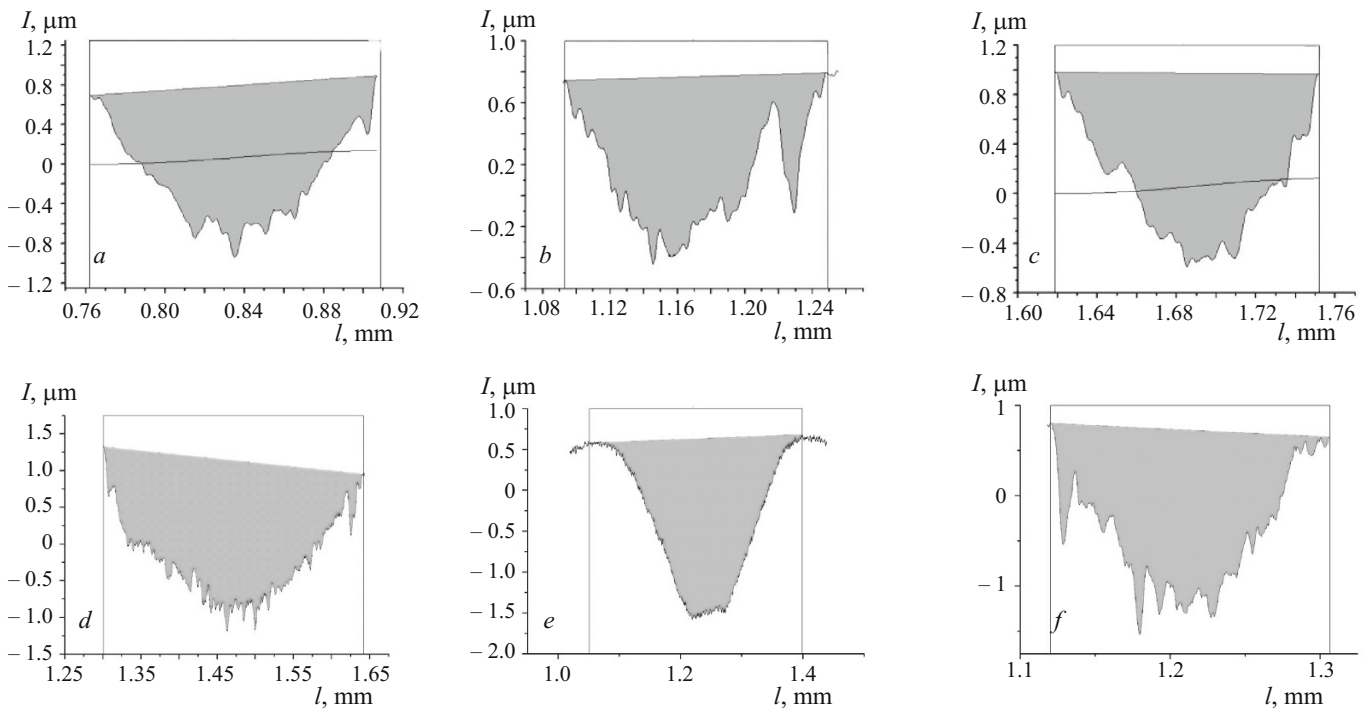 I, μm
1.2
0.8
0.4
0
– 0.4
– 0.8
– 1.2
a
0.76 0.80 0.84 0.88 0.92
l, mm
I, μm
1.0
0.6
0.2
– 0.2
– 0.6
b
1.08 1.12 1.16 1.20 1.24
l, mm
I, μm
1.2
0.8
0.4
0
– 0.4
– 0.8
c
1.60 1.64 1.68 1.72 1.76
l, mm
I, μm
1.5
1.0
0.5
0
– 0.5
– 1.0
– 1.5
d
1.25 1.35 1.45 1.55 1.65
l, mm
I, μm
1.0
0.5
0
– 0.5
– 1.0
– 1.5
– 2.0
e
1.0 1.2 1.4
l, mm
I, μm
1
0
– 1
f
1.1 1.2 1.3
l, mm